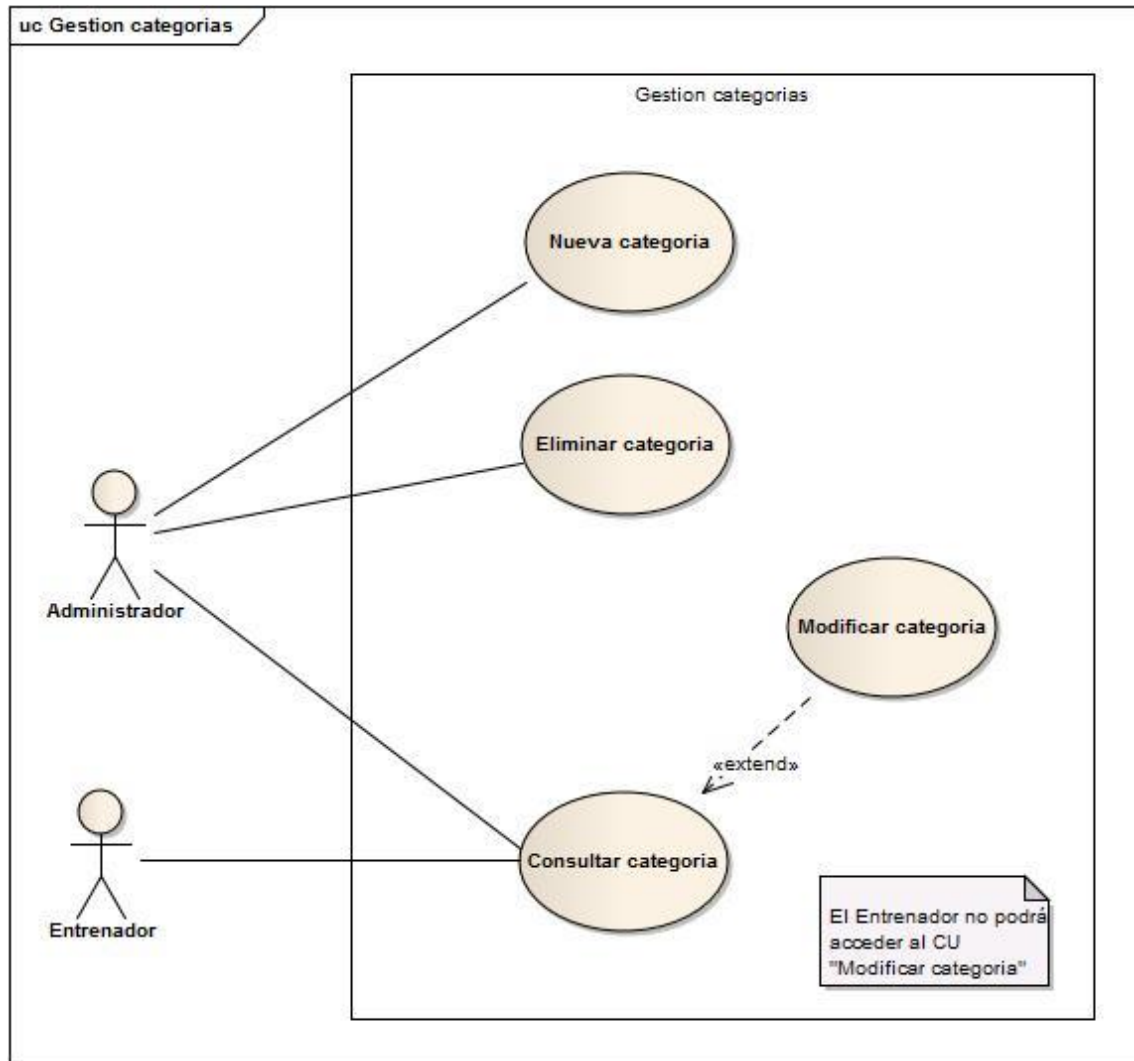 uc Gestion categorias
Gestion categorias
Nueva categoria
Eliminar categoria
Administrador
Modificar categoria
«extend»
Consultar categoria
Entrenador
El Entrenador no podrá
acceder al CU
"Modificar categoria"